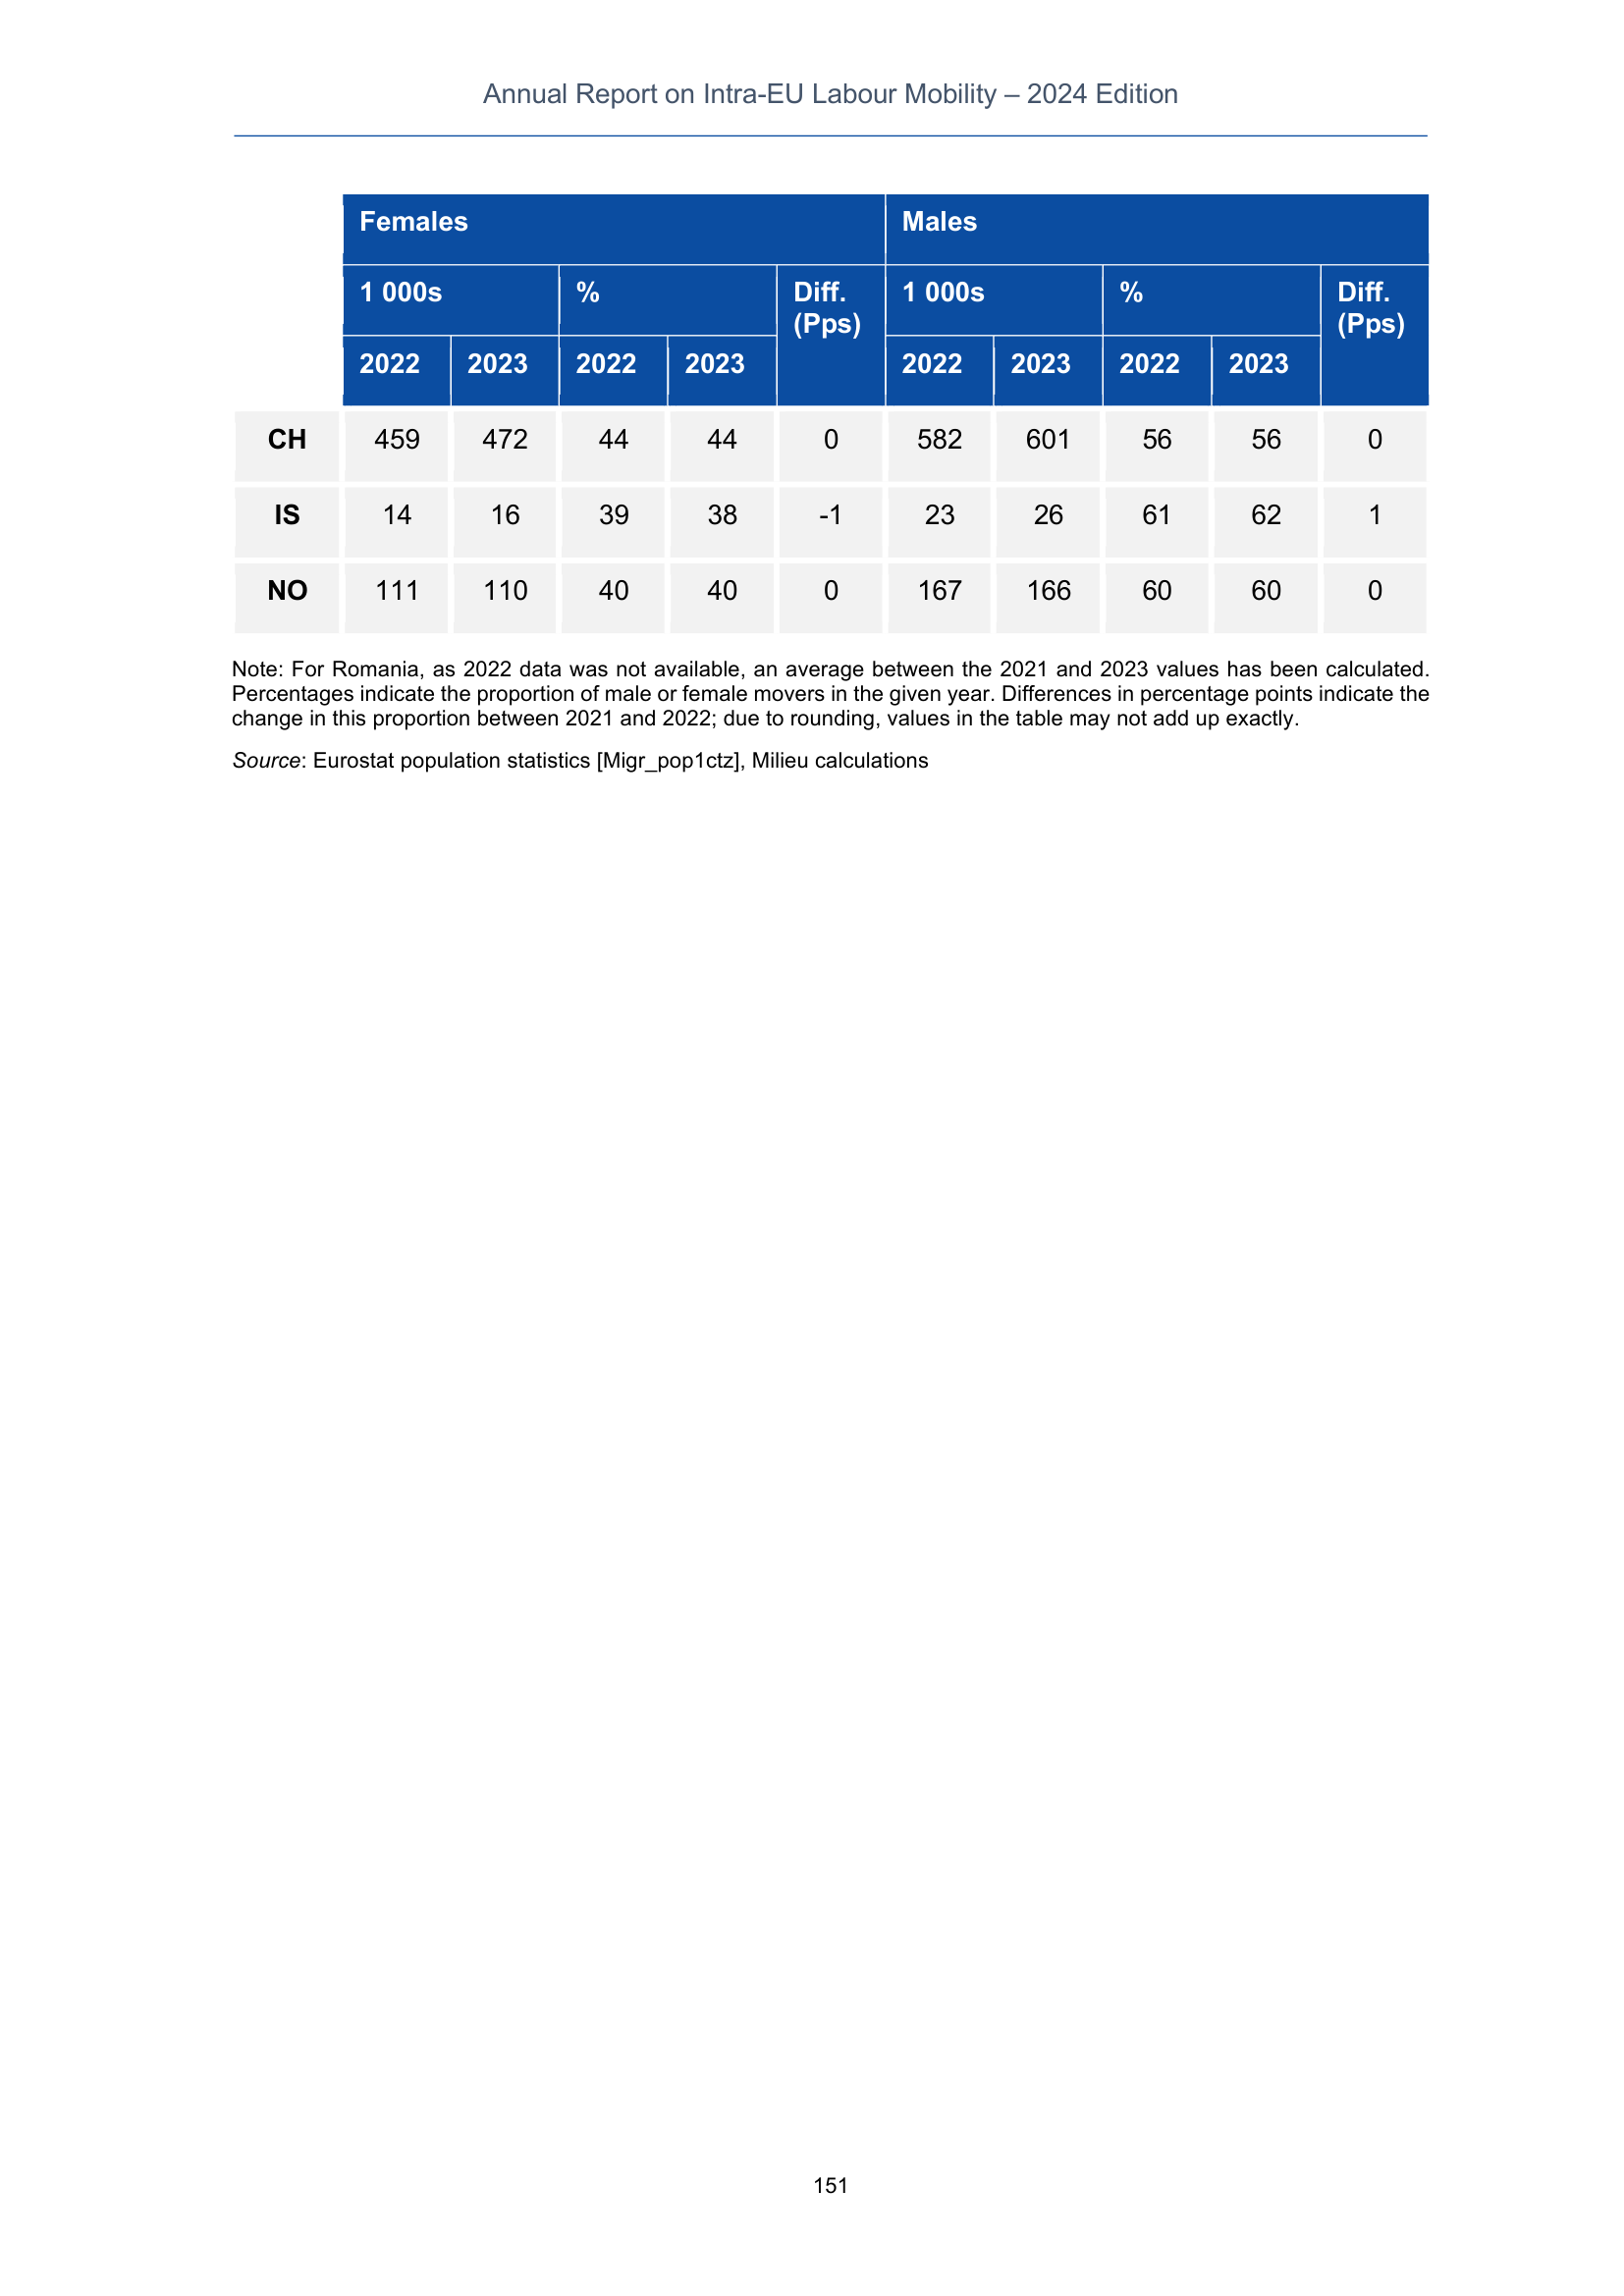 Annual Report on Intra-EU Labour Mobility – 2024 Edition
Females Males
1 000s % Diff. (Pps) 1 000s % Diff. (Pps)
2022 2023 2022 2023 2022 2023 2022 2023
CH 459 472 44 44 0 582 601 56 56 0
IS 14 16 39 38 -1 23 26 61 62 1
NO 111 110 40 40 0 167 166 60 60 0
Note: For Romania, as 2022 data was not available, an average between the 2021 and 2023 values has been calculated.
Percentages indicate the proportion of male or female movers in the given year. Differences in percentage points indicate the
change in this proportion between 2021 and 2022; due to rounding, values in the table may not add up exactly.
Source: Eurostat population statistics [Migr_pop1ctz], Milieu calculations
151